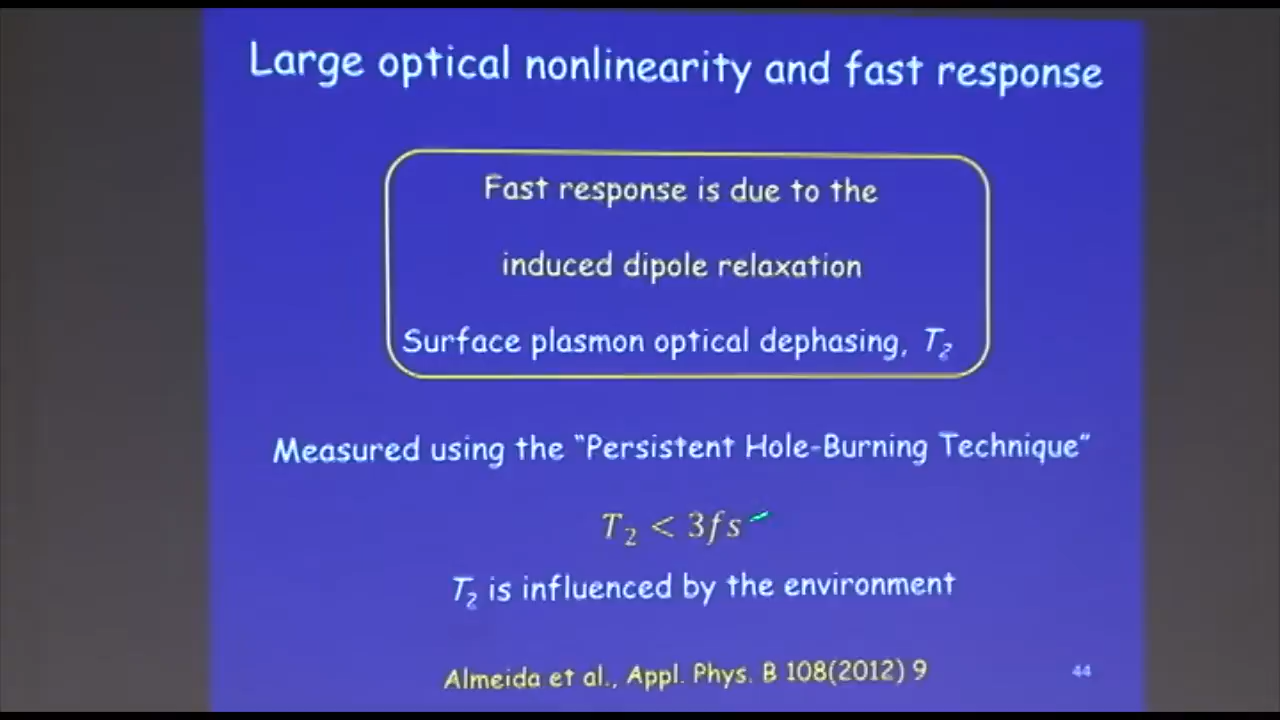 Large optical nonlinearity and fast response
Fast response is due to the
induced dipole relaxation
Surface plasmon optical dephasing, T₂
Measured using the “Persistent Hole-Burning Technique”
T₂ < 3fs
T₂ is influenced by the environment
Almeida et al., Appl. Phys. B 108(2012) 9
44